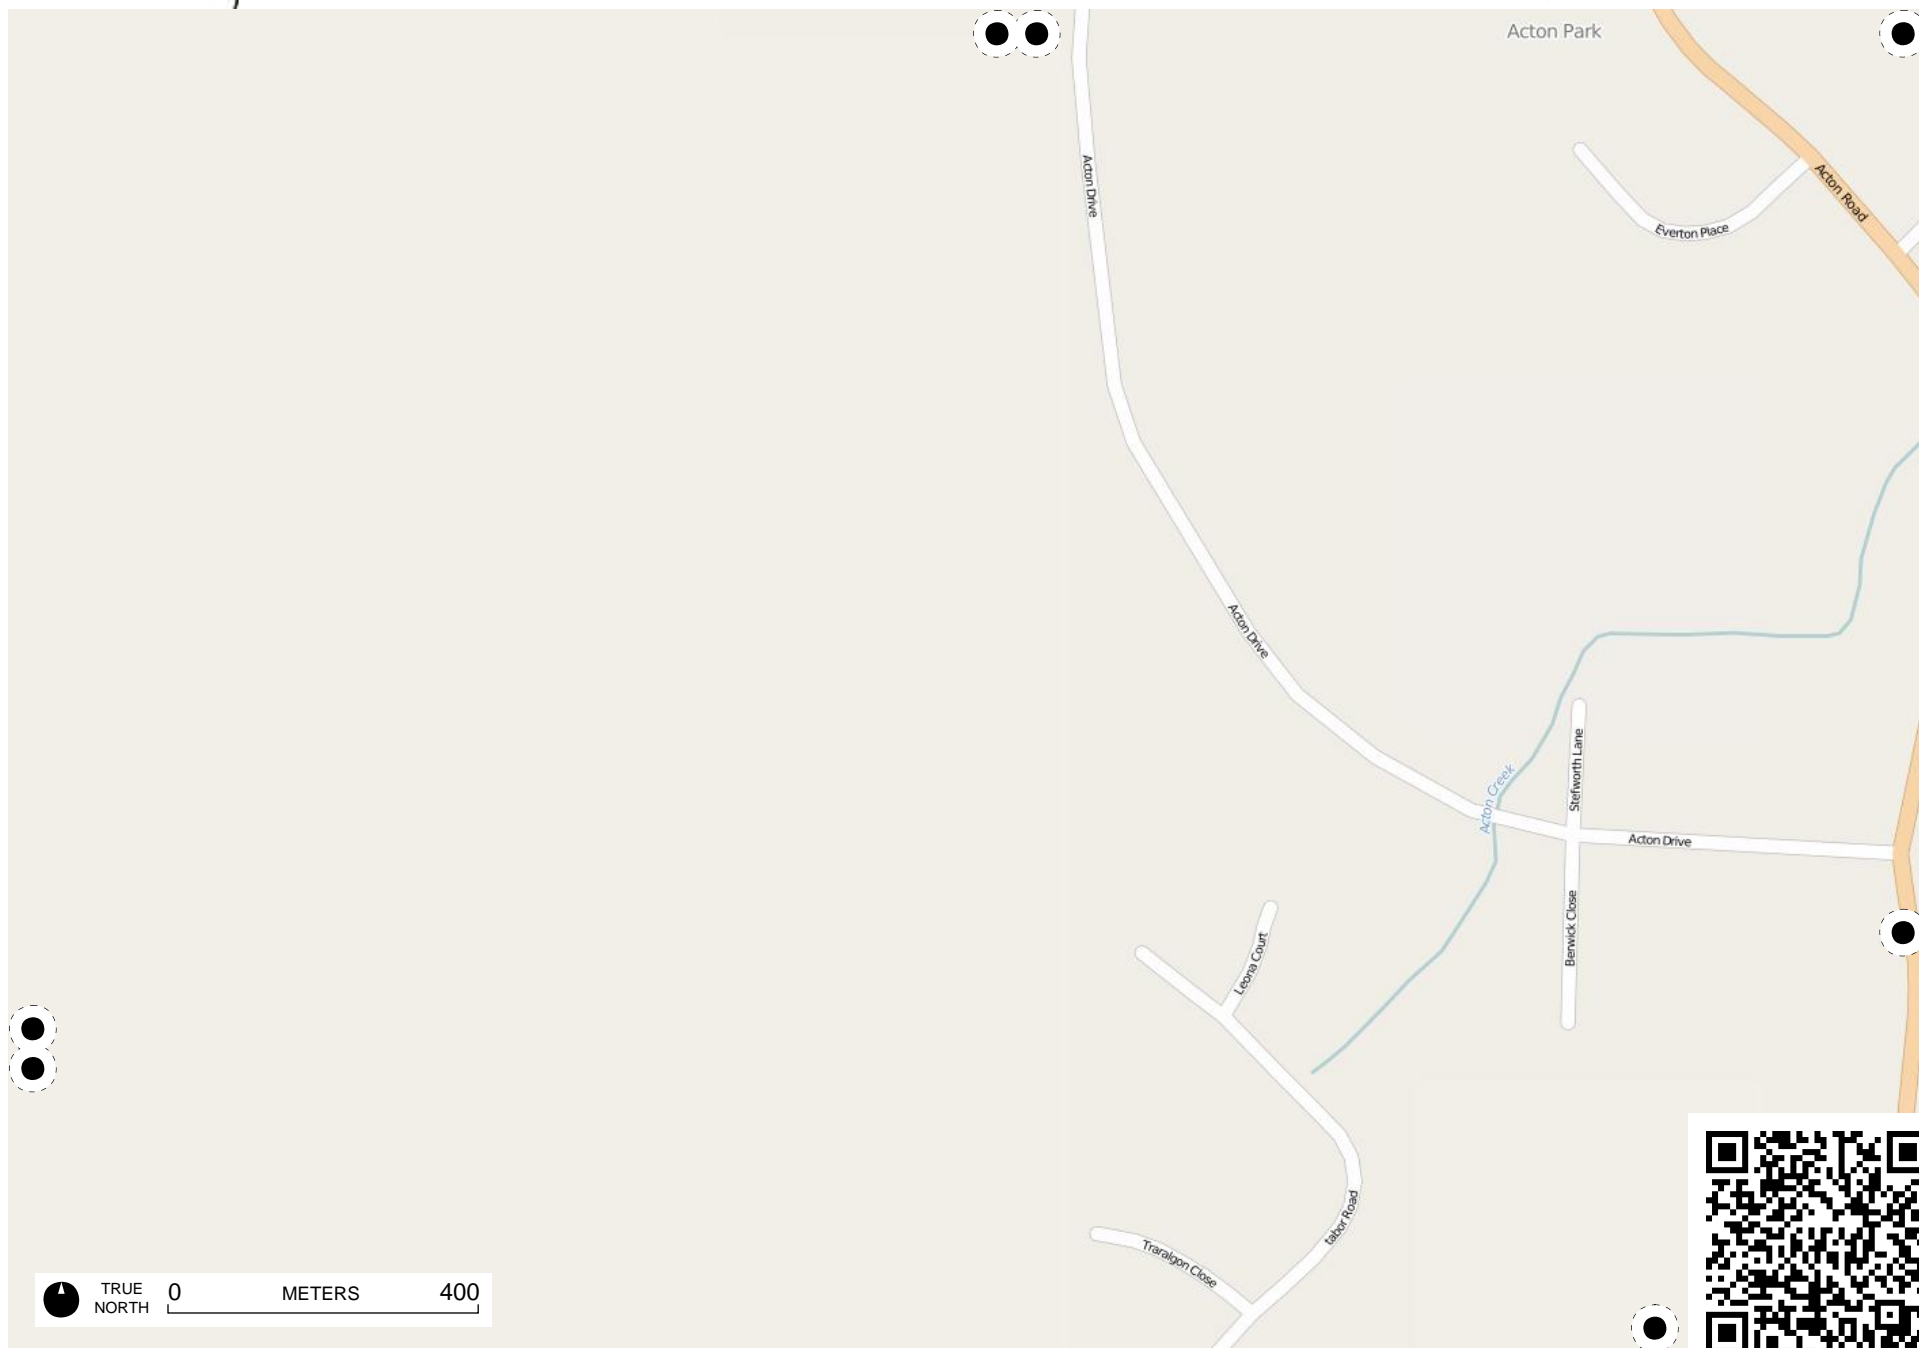 Acton Park
Acton Drive
Acton Road
Everton Place
Acton Drive
Stefworth Lane
Acton Creek
Acton Drive
Berwick Close
Leona Court
tabor Road
Traralgon Close
TRUE
NORTH
0 METERS 400